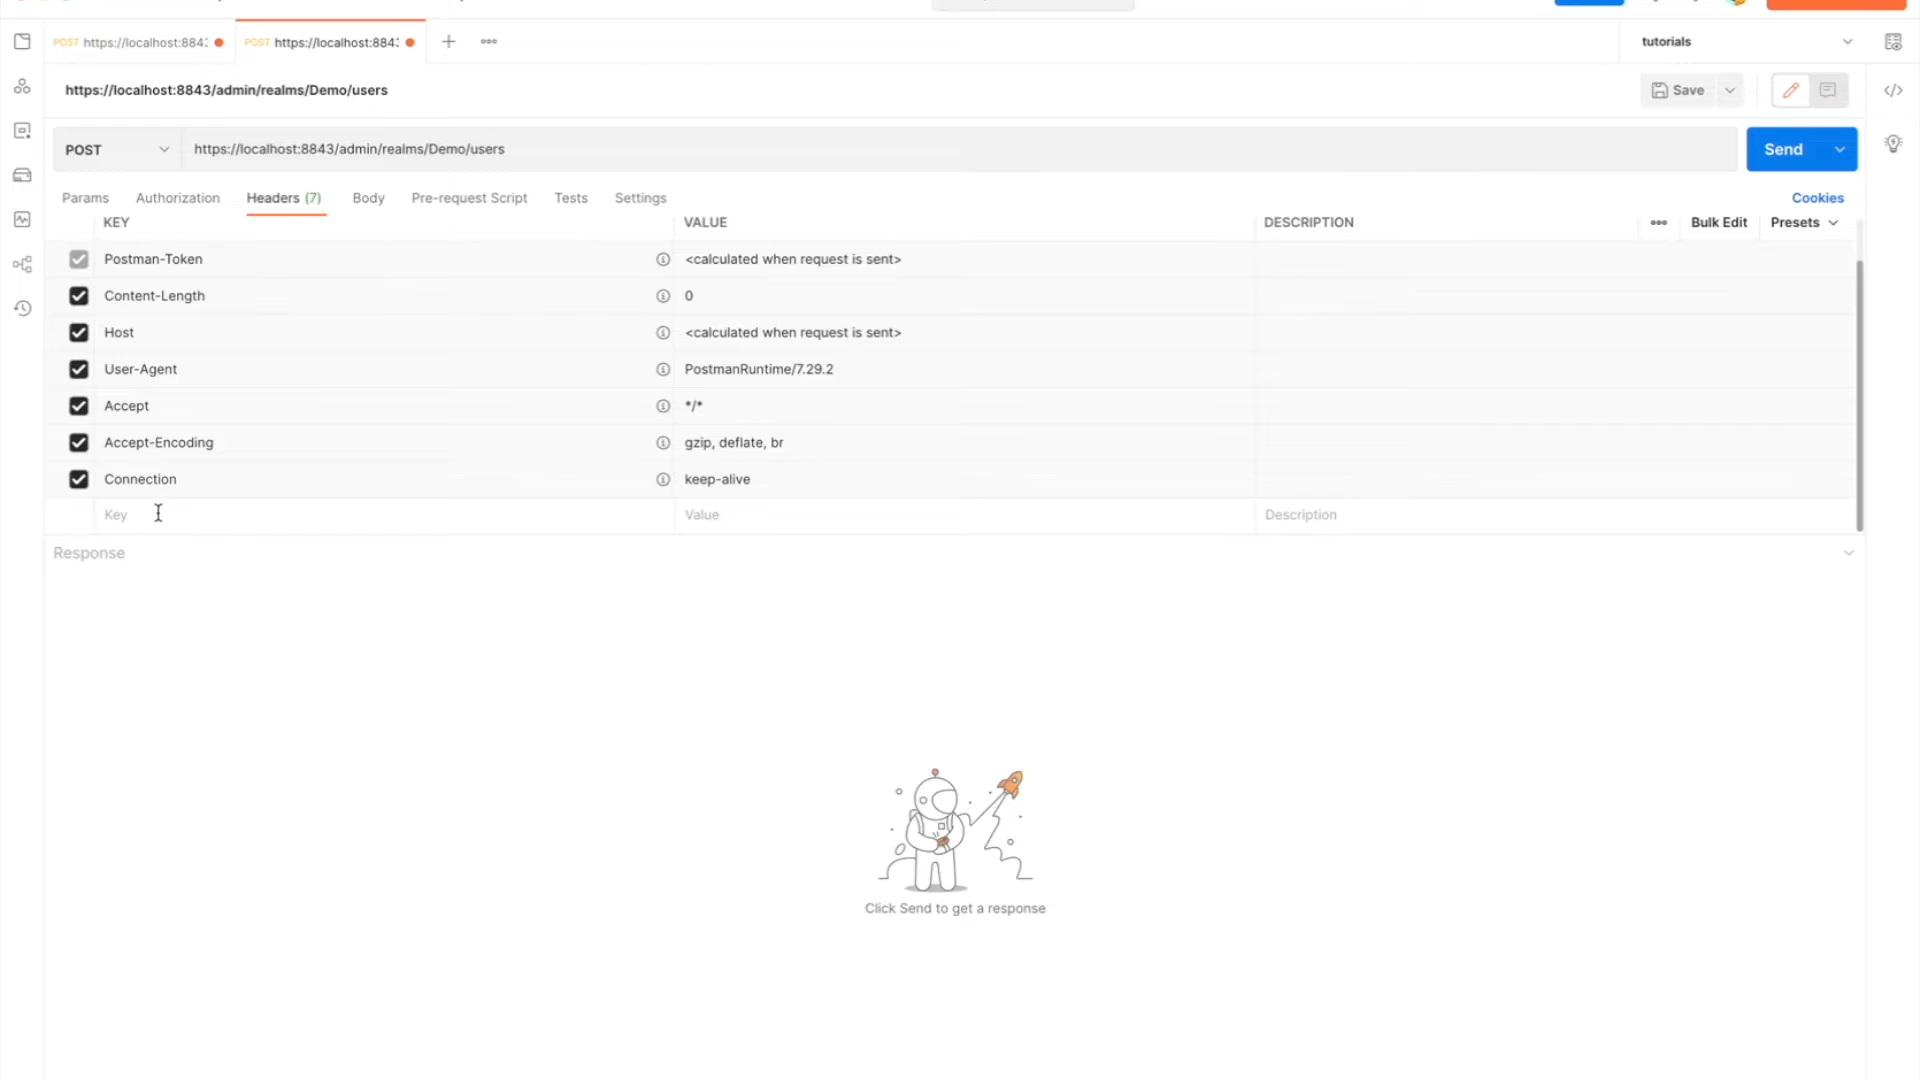 POST https://localhost:884: POST https://localhost:884: tutorials
https://localhost:8843/admin/realms/Demo/users Save
POST https://localhost:8843/admin/realms/Demo/users Send
Params Authorization Headers (7) Body Pre-request Script Tests Settings Cookies
KEY VALUE DESCRIPTION Bulk Edit Presets
Postman-Token <calculated when request is sent>
Content-Length 0
Host <calculated when request is sent>
User-Agent PostmanRuntime/7.29.2
Accept */*
Accept-Encoding gzip, deflate, br
Connection keep-alive
Key Value Description
Response
Click Send to get a response